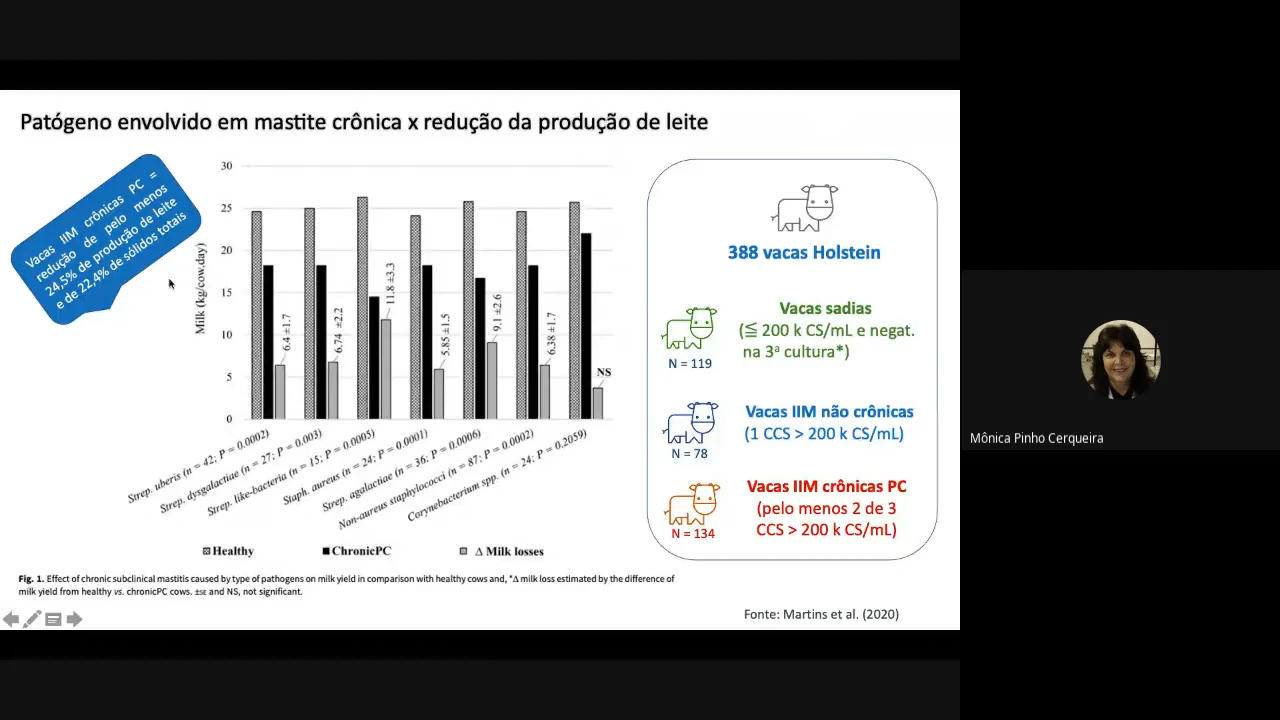 Patógeno envolvido em mastite crônica x redução da produção de leite
Vacas IIM crônicas PC =
redução de pelo menos
24,5% de produção de leite
e de 22,4% de sólidos totais
Milk (kg/cow,day)
30
25
20
15
10
5
0
6.4 ±1.7
6.74 ±2.2
11.8 ±3.3
5.85 ±1.5
9.1 ±2.6
6.38 ±1.7
NS
Strep. uberis (n = 42; P = 0.0002)
Strep. dysgalactiae (n = 27; P = 0.003)
Strep. like-bacteria (n = 15; P = 0.0005)
Staph. aureus (n = 24; P = 0.0001)
Strep. agalactiae (n = 36; P = 0.0006)
Non-aureus staphylococci (n = 87; P = 0.0002)
Corynebacterium spp. (n = 24; P = 0.2059)
Healthy
ChronicPC
Δ Milk losses
Fig. 1. Effect of chronic subclinical mastitis caused by type of pathogens on milk yield in comparison with healthy cows and, *Δ milk loss estimated by the difference of
milk yield from healthy vs. chronicPC cows. ±SE and NS, not significant.
388 vacas Holstein
Vacas sadias
(≦ 200 k CS/mL e negat.
na 3ª cultura*)
N = 119
Vacas IIM não crônicas
(1 CCS > 200 k CS/mL)
N = 78
Vacas IIM crônicas PC
(pelo menos 2 de 3
CCS > 200 k CS/mL)
N = 134
Fonte: Martins et al. (2020)
Mônica Pinho Cerqueira